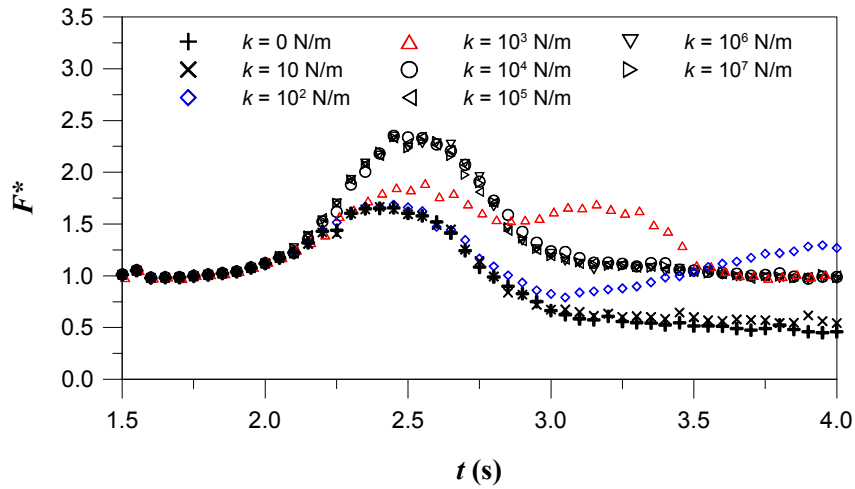 3.5
3.0
2.5
2.0
1.5
1.0
0.5
0.0
F*
k = 0 N/m
k = 10 N/m
k = 10² N/m
k = 10³ N/m
k = 10⁴ N/m
k = 10⁵ N/m
k = 10⁶ N/m
k = 10⁷ N/m
1.5 2.0 2.5 3.0 3.5 4.0
t (s)